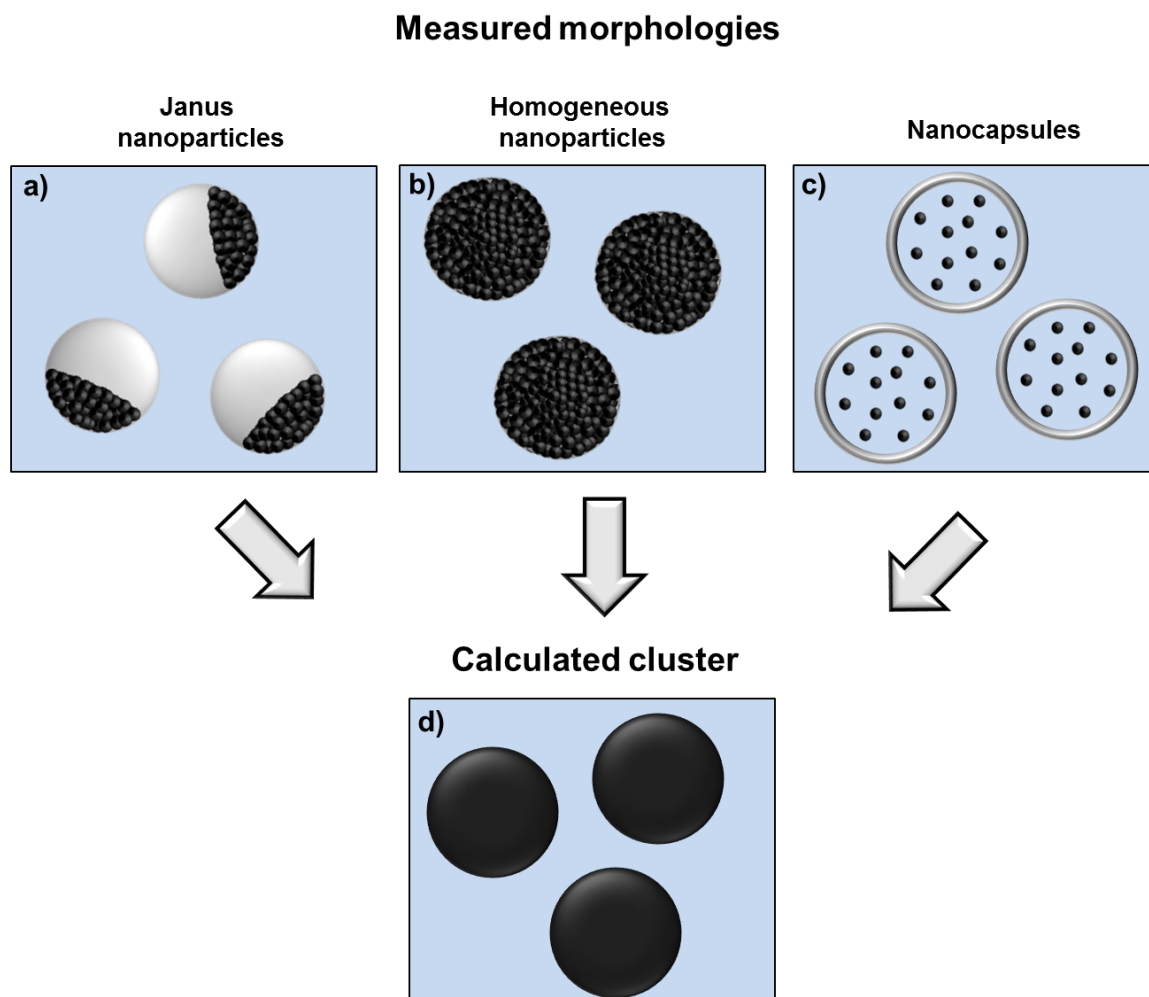 Measured morphologies
Janus
nanoparticles
Homogeneous
nanoparticles
Nanocapsules
a)
b)
c)
Calculated cluster
d)